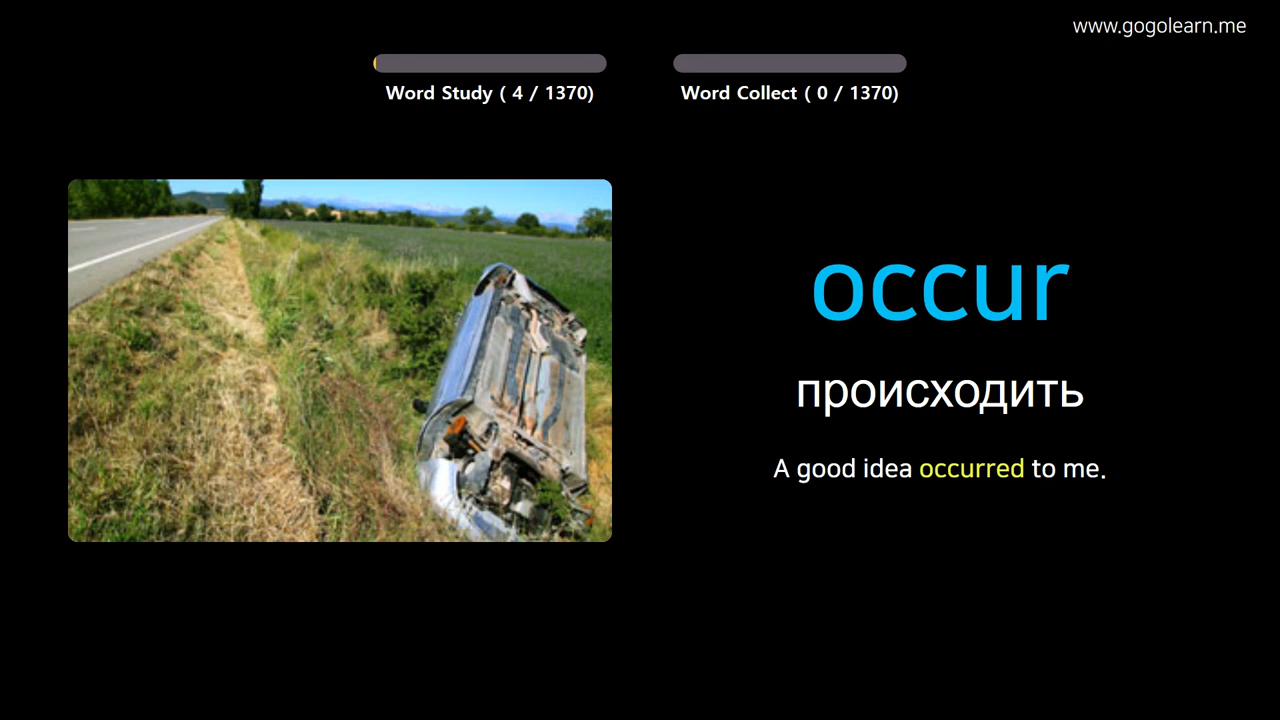 www.gogolearn.me
Word Study ( 4 / 1370)
Word Collect ( 0 / 1370)
occur
происходить
A good idea occurred to me.